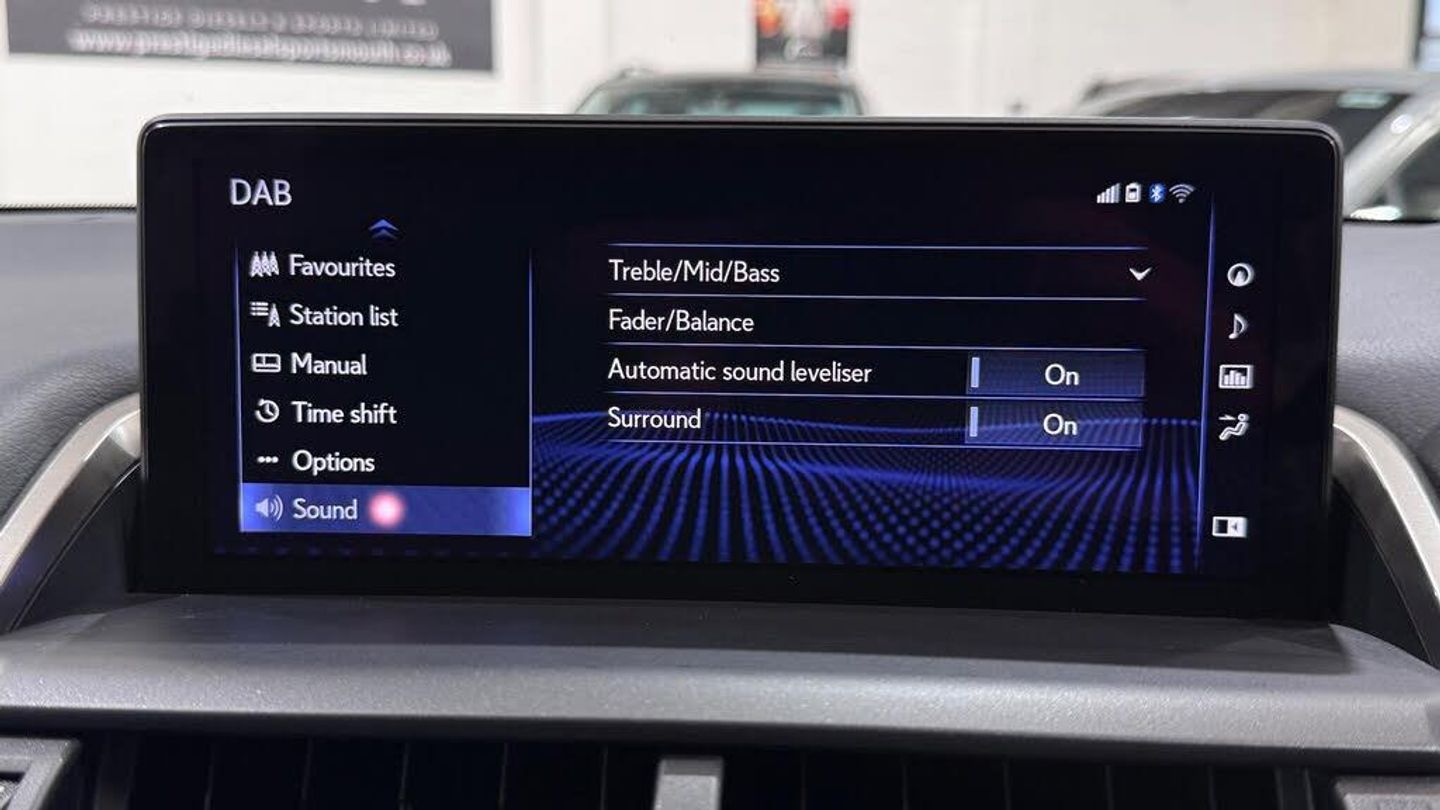 DAB
Favourites
Station list
Manual
Time shift
Options
Sound
Treble/Mid/Bass
Fader/Balance
Automatic sound leveliser
On
Surround
On